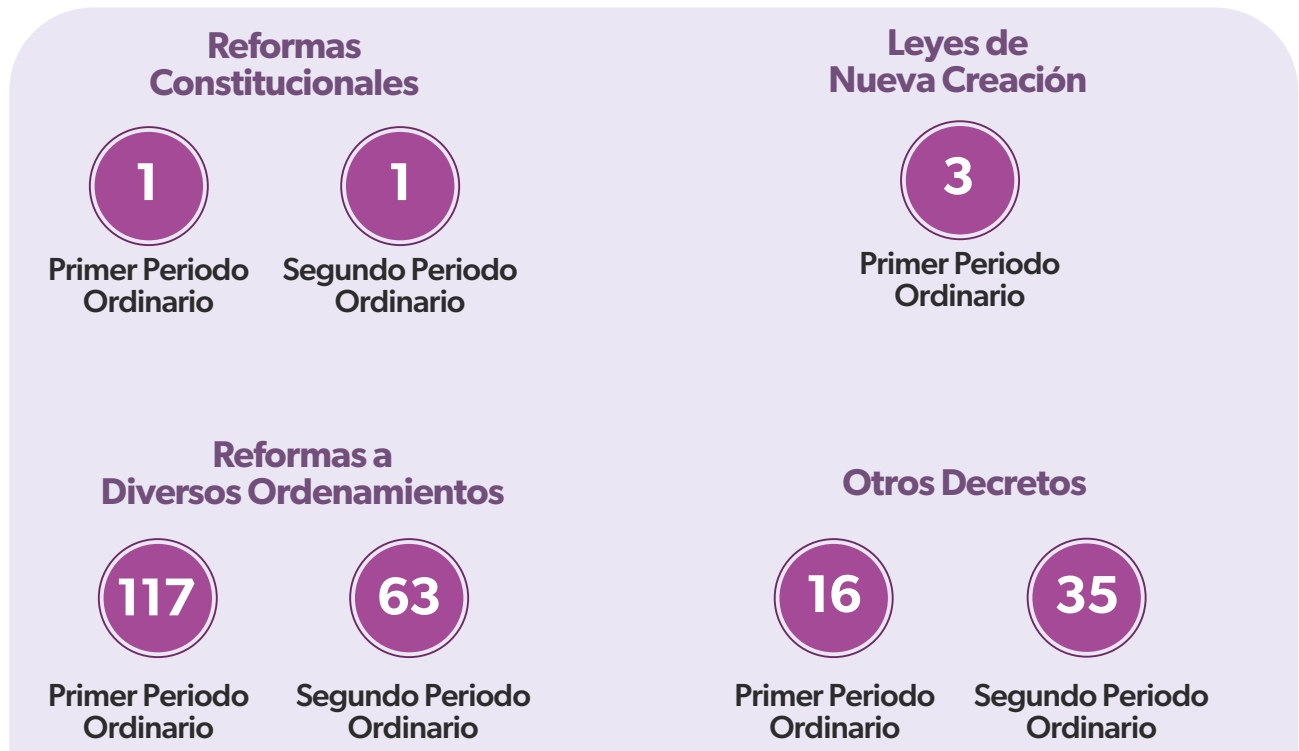 Reformas
Constitucionales
1
Primer Periodo
Ordinario
1
Segundo Periodo
Ordinario
Leyes de
Nueva Creación
3
Primer Periodo
Ordinario
Reformas a
Diversos Ordenamientos
117
Primer Periodo
Ordinario
63
Segundo Periodo
Ordinario
Otros Decretos
16
Primer Periodo
Ordinario
35
Segundo Periodo
Ordinario